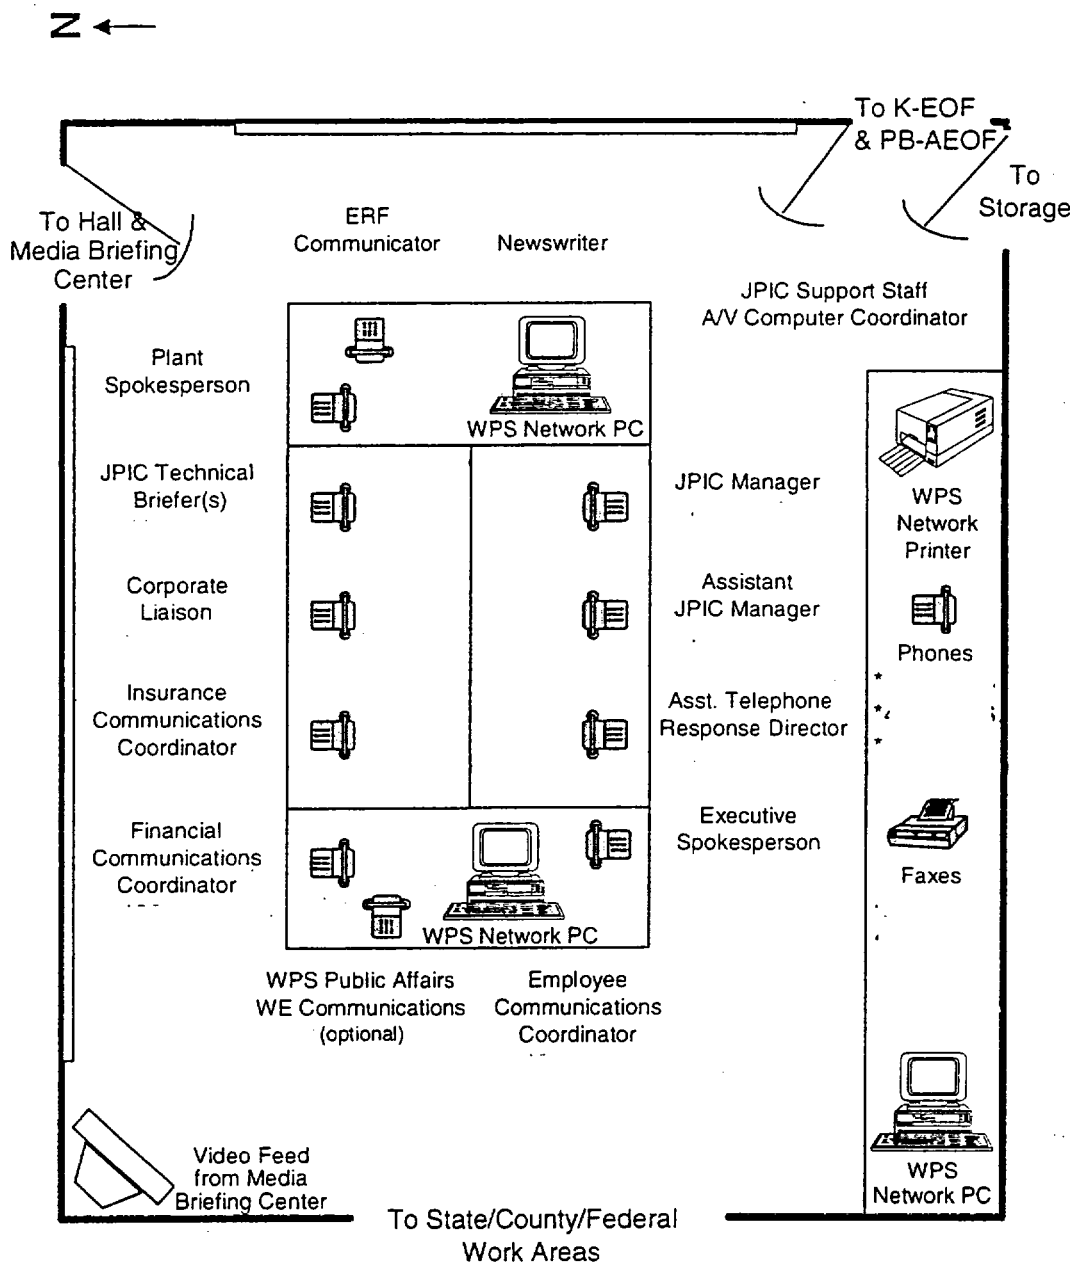 N
To K-EOF
& PB-AEOF
To
Storage
To Hall &
Media Briefing
Center
ERF
Communicator
Newswriter
JPIC Support Staff
A/V Computer Coordinator
Plant
Spokesperson
WPS Network PC
JPIC Technical
Briefer(s)
JPIC Manager
WPS
Network
Printer
Corporate
Liaison
Assistant
JPIC Manager
Phones
Insurance
Communications
Coordinator
Asst. Telephone
Response Director
*
*
*
Financial
Communications
Coordinator
Executive
Spokesperson
Faxes
WPS Network PC
WPS Public Affairs
WE Communications
(optional)
Employee
Communications
Coordinator
Video Feed
from Media
Briefing Center
WPS
Network PC
To State/County/Federal
Work Areas